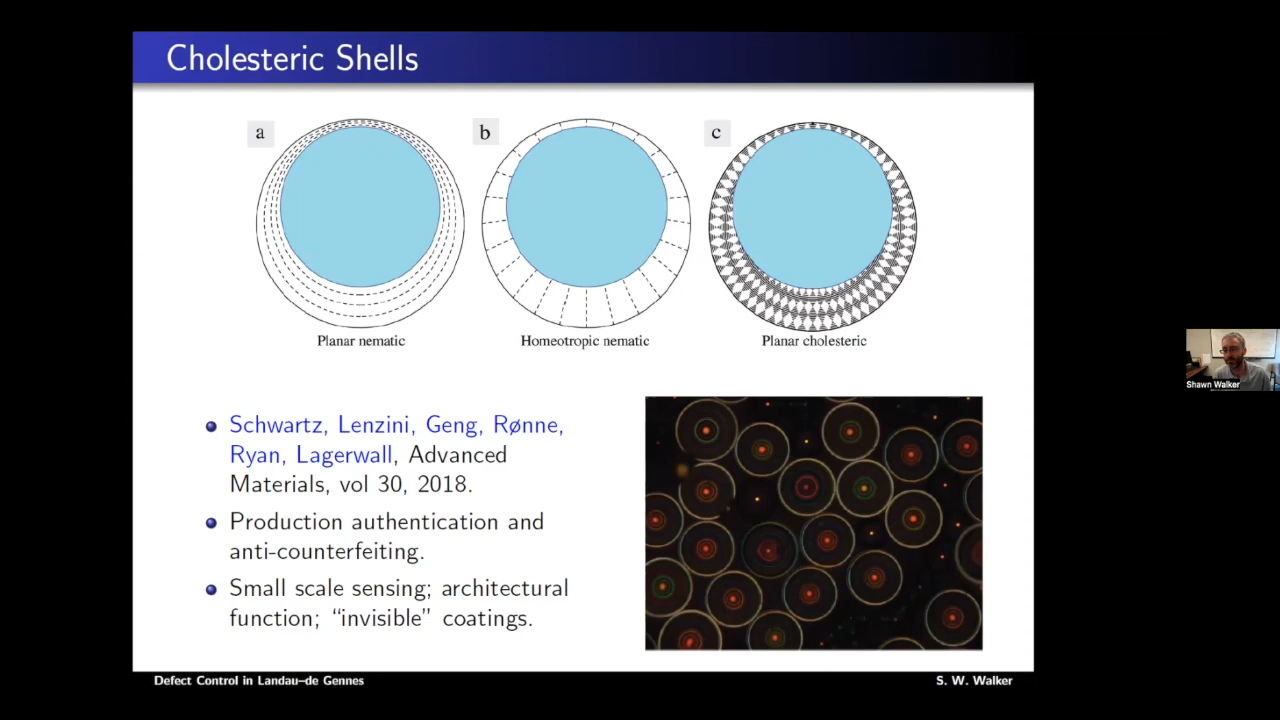 Cholesteric Shells
a
b
c
Planar nematic
Homeotropic nematic
Planar cholesteric
Schwartz, Lenzini, Geng, Rønne,
Ryan, Lagerwall, Advanced
Materials, vol 30, 2018.
Production authentication and
anti-counterfeiting.
Small scale sensing; architectural
function; “invisible” coatings.
Shawn Walker
Defect Control in Landau–de Gennes
S. W. Walker